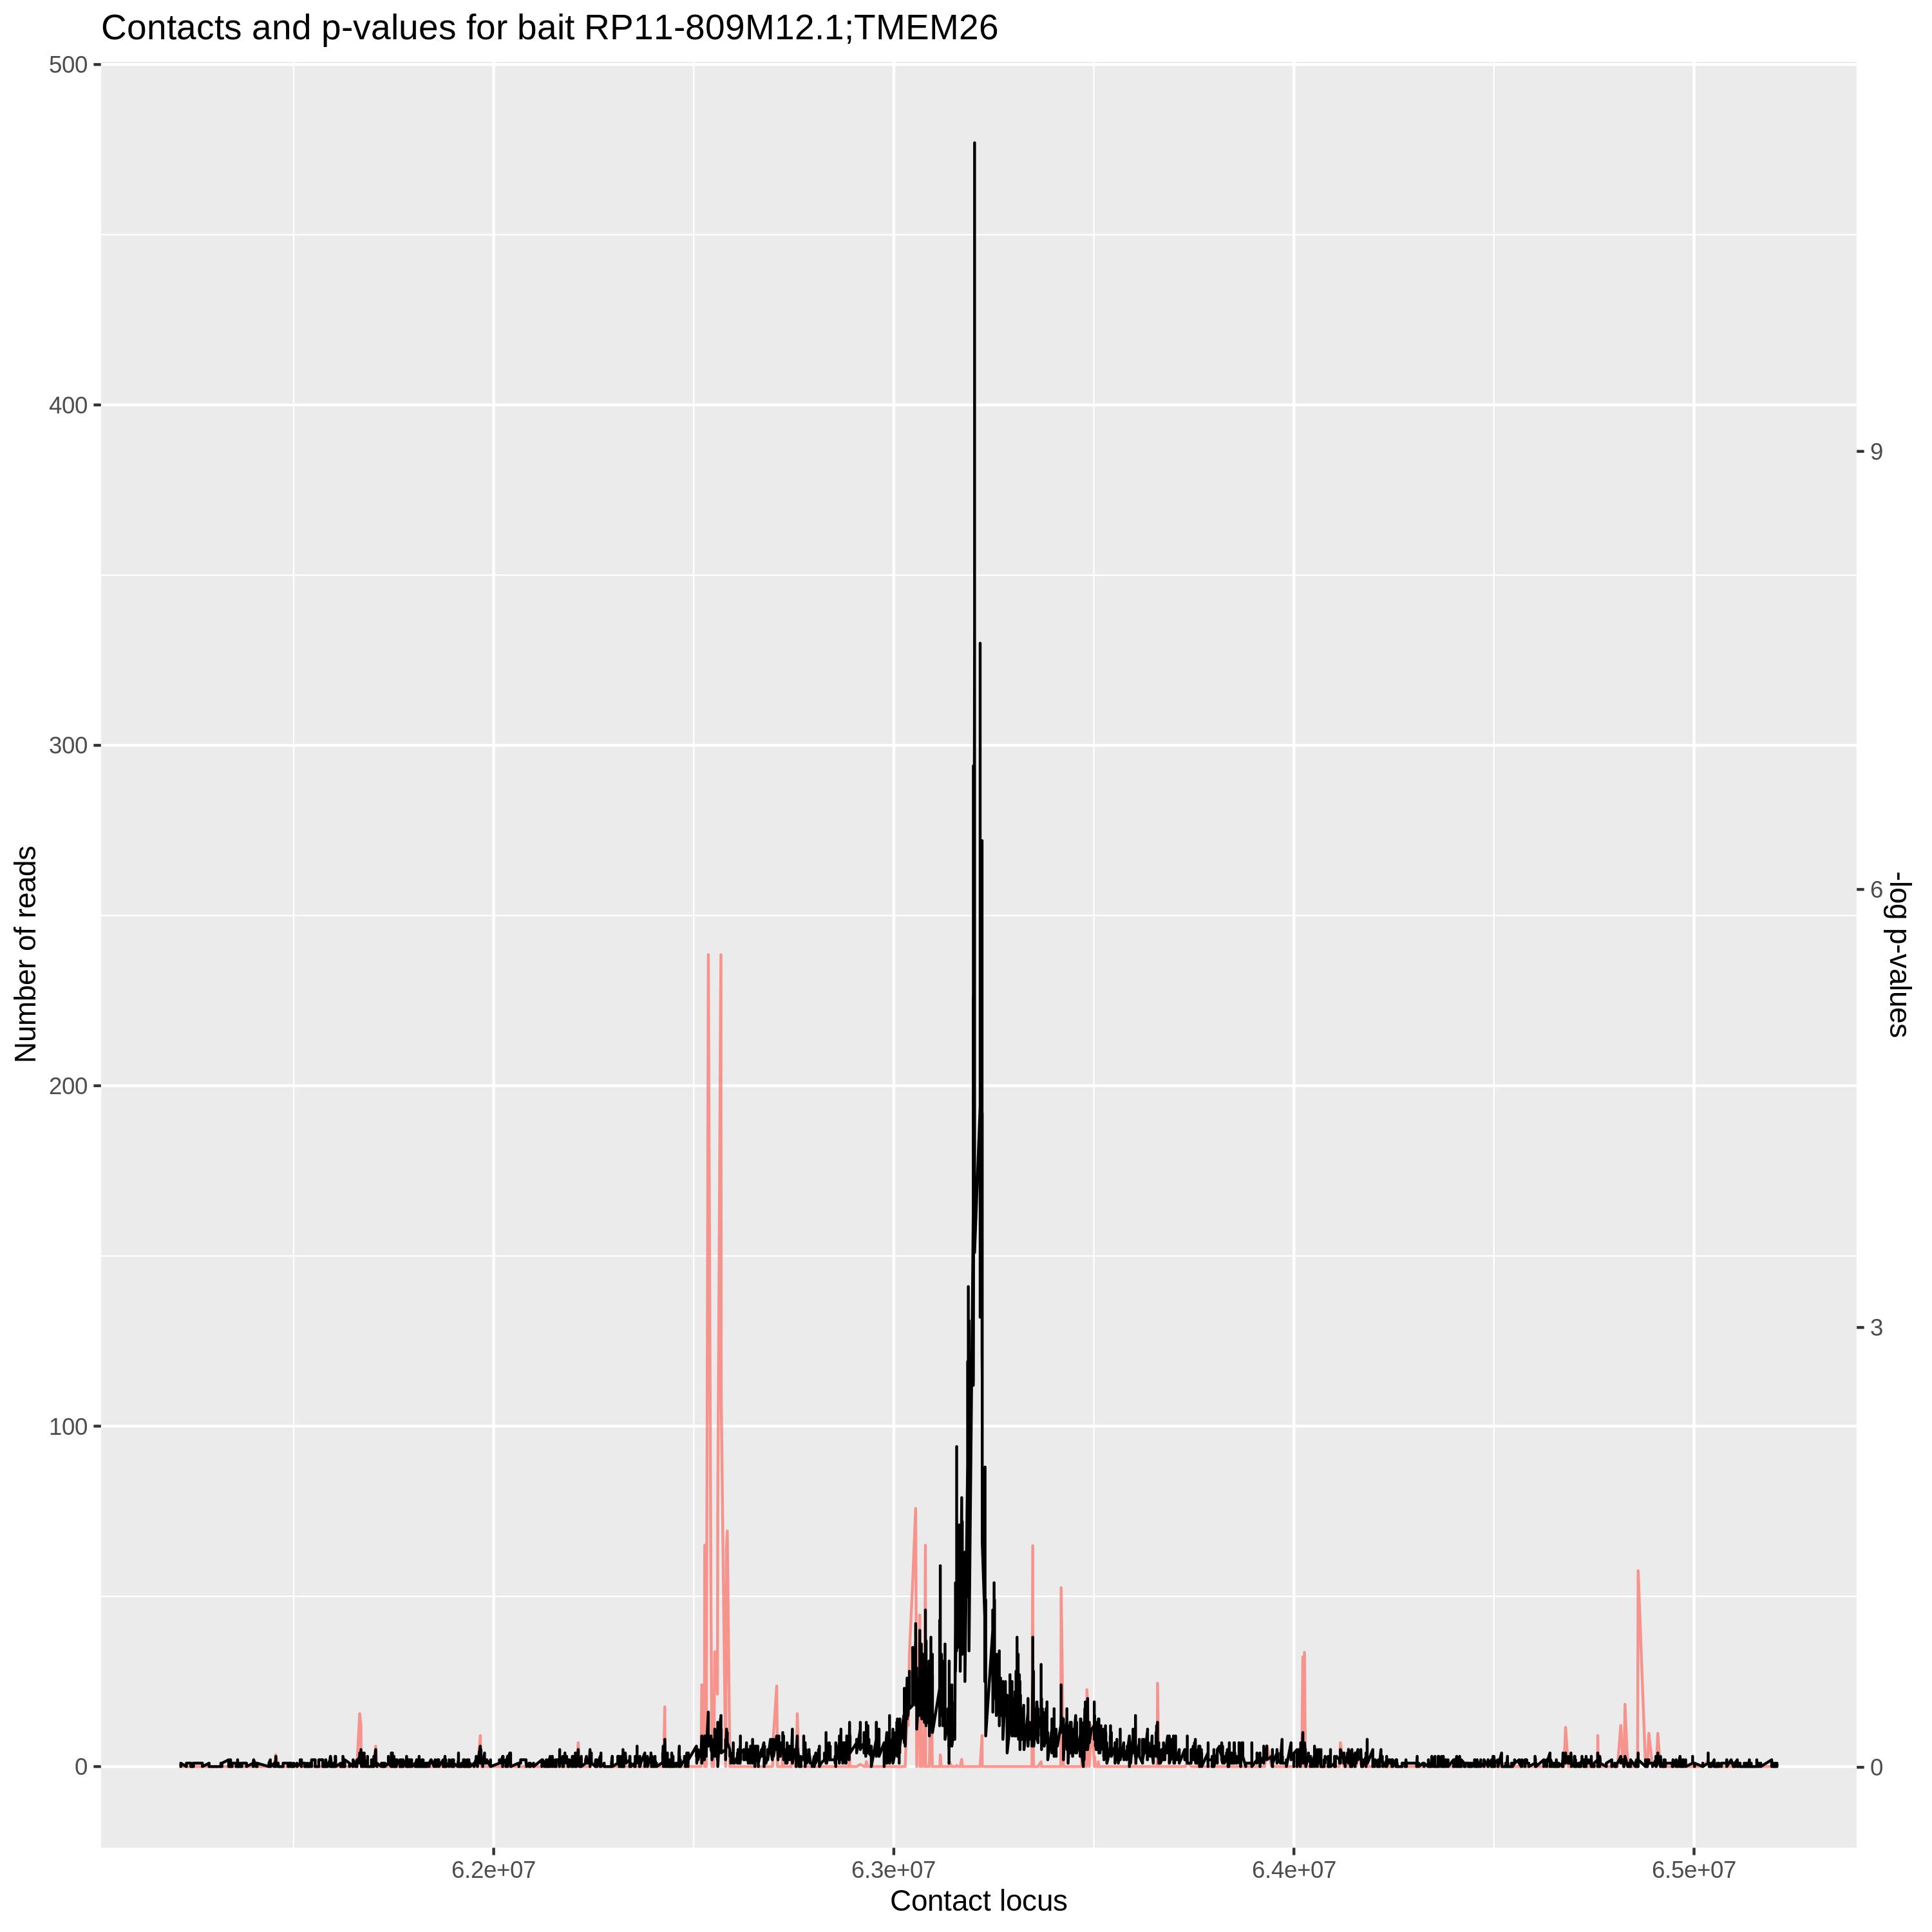 Contacts and p-values for bait RP11-809M12.1;TMEM26
500
400
300
200
100
0
Number of reads
9
6
3
0
-log p-values
6.2e+07
6.3e+07
6.4e+07
6.5e+07
Contact locus